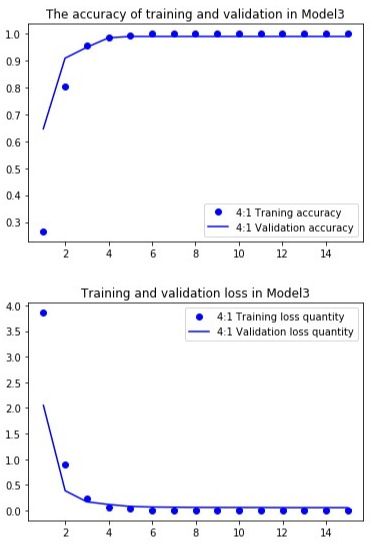 The accuracy of training and validation in Model3
1.0
0.9
0.8
0.7
0.6
0.5
0.4
0.3
4:1 Traning accuracy
4:1 Validation accuracy
2 4 6 8 10 12 14
Training and validation loss in Model3
4.0
3.5
3.0
2.5
2.0
1.5
1.0
0.5
0.0
4:1 Training loss quantity
4:1 Validation loss quantity
2 4 6 8 10 12 14